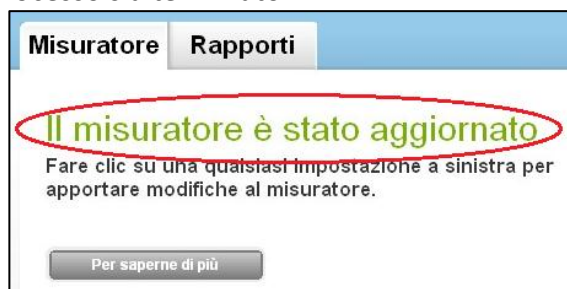 Misuratore Rapporti
Il misuratore è stato aggiornato
Fare clic su una qualsiasi impostazione a sinistra per
apportare modifiche al misuratore.
Per saperne di più